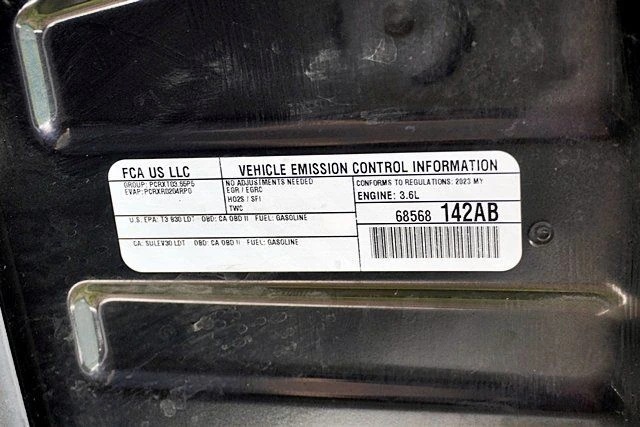 FCA US LLC
VEHICLE EMISSION CONTROL INFORMATION
GROUP: PCRXT03.65P5
EVAP: PCRXR0204RP0
NO ADJUSTMENTS NEEDED
EGR / EGRC
HO2S / SFI
TWC
CONFORMS TO REGULATIONS: 2023 MY
ENGINE: 3.6L
U.S. EPA: T3 B30 LDT OBD: CA OBD II FUEL: GASOLINE
68568 142AB
CA: SULEV30 LDT OBD: CA OBD II FUEL: GASOLINE